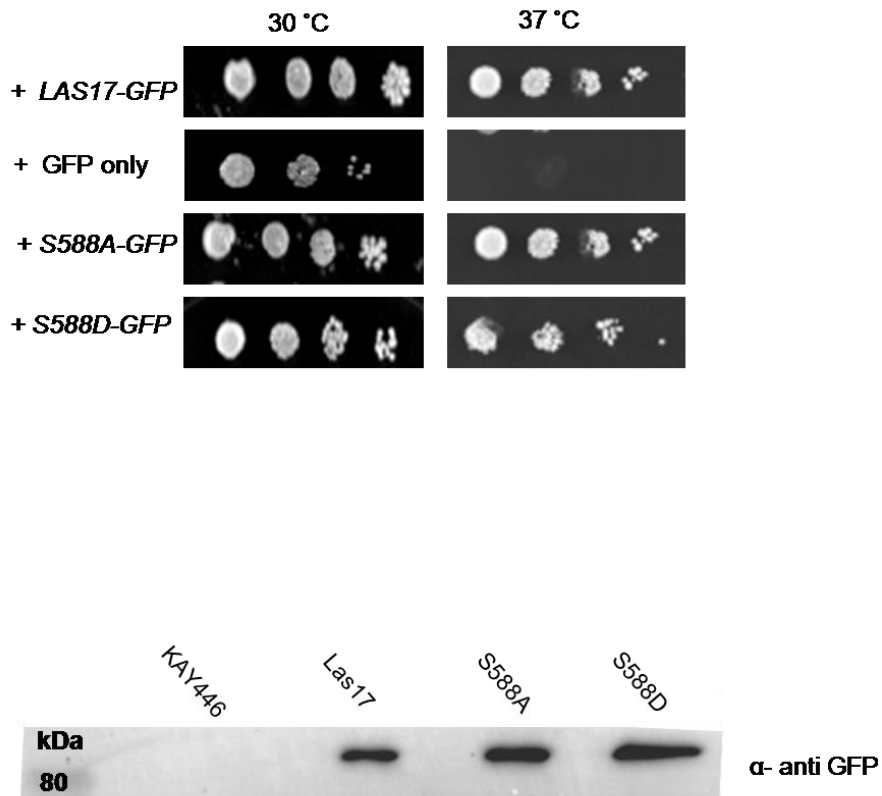 30 °C 37 °C
+ LAS17-GFP
+ GFP only
+ S588A-GFP
+ S588D-GFP
KAY446 Las17 S588A S588D
kDa
80
α- anti GFP